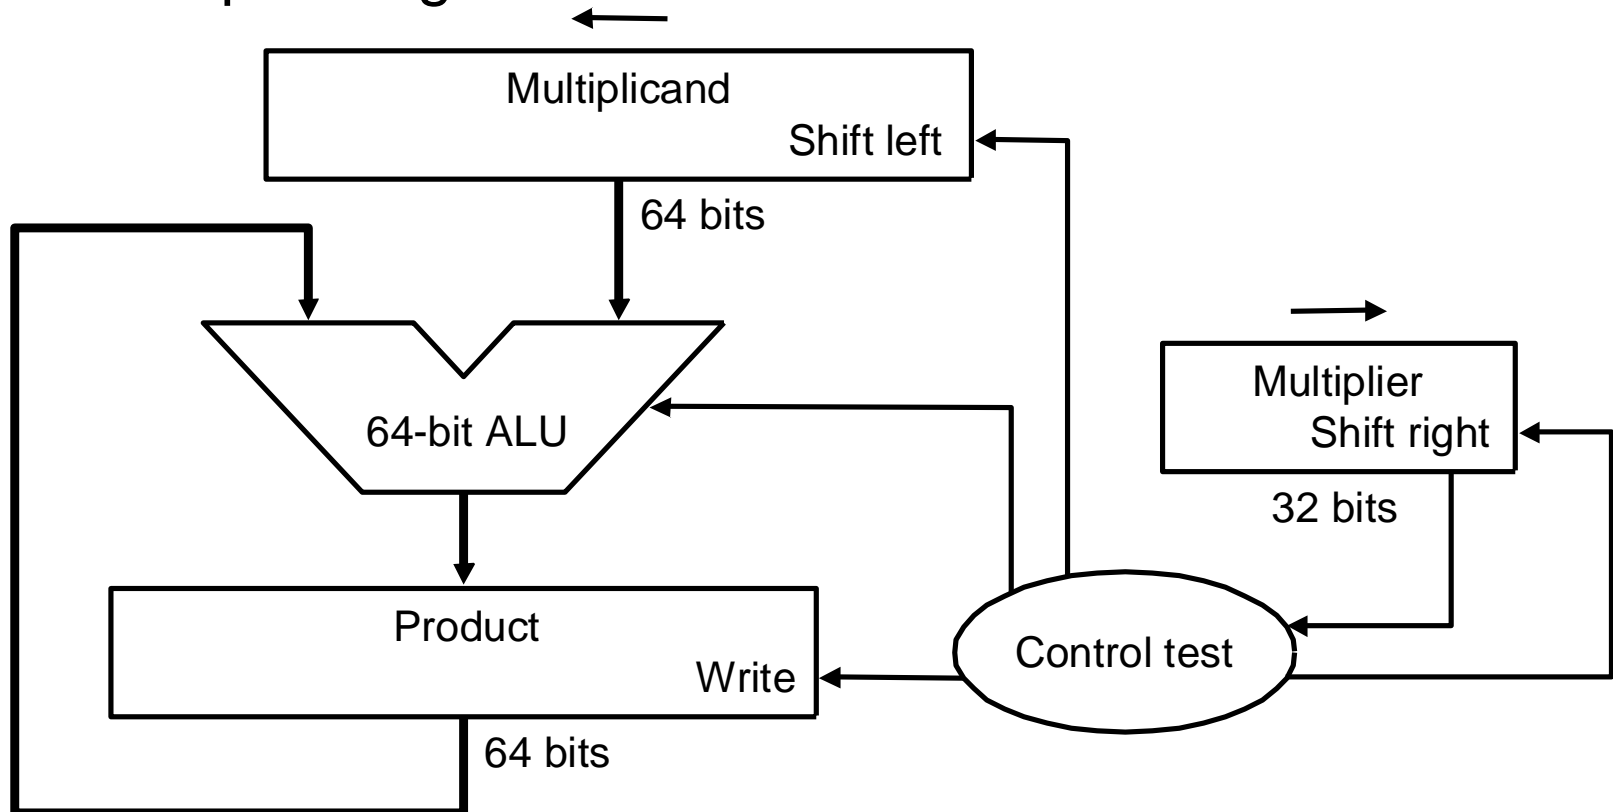 Multiplicand
Shift left
64 bits
Multiplier
Shift right
64-bit ALU
32 bits
Product
Control test
Write
64 bits